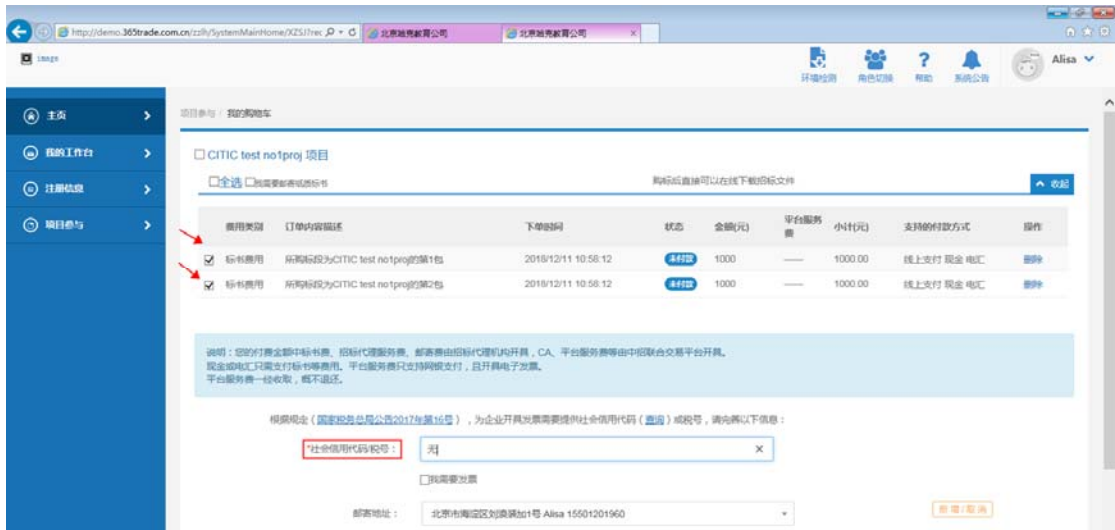 http://demo.365trade.com.cn/zzlh/SystemMainHome/XZSJ?rec
北京迪克教育公司
北京迪克教育公司
image
环境检测
角色切换
帮助
系统公告
Alisa
主页
我的工作台
注册信息
项目参与
项目参与 / 我的购物车
CITIC test no1proj 项目
全选 我需要邮寄纸质标书
购标后直接可以在线下载招标文件
收起
费用类别 订单内容描述 下单时间 状态 金额(元) 平台服务费 小计(元) 支持的付款方式 操作
标书费用 所购标段为CITIC test no1proj的第1包 2018/12/11 10:58:12 未付款 1000 —— 1000.00 线上支付 现金 电汇 删除
标书费用 所购标段为CITIC test no1proj的第2包 2018/12/11 10:58:12 未付款 1000 —— 1000.00 线上支付 现金 电汇 删除
说明：您的付费金额中标书费、招标代理服务费、邮寄费由招标代理机构开具，CA、平台服务费等由中招联合交易平台开具。
现金或电汇只需支付标书等费用。平台服务费只支持网银支付，且开具电子发票。
平台服务费一经收取，概不退还。
根据规定（国家税务总局公告2017年第16号），为企业开具发票需要提供社会信用代码（查询）或税号，请完善以下信息：
*社会信用代码/税号：
无
我需要发票
邮寄地址：
北京市海淀区刘浪装加1号 Alisa 15501201960
新增/取消